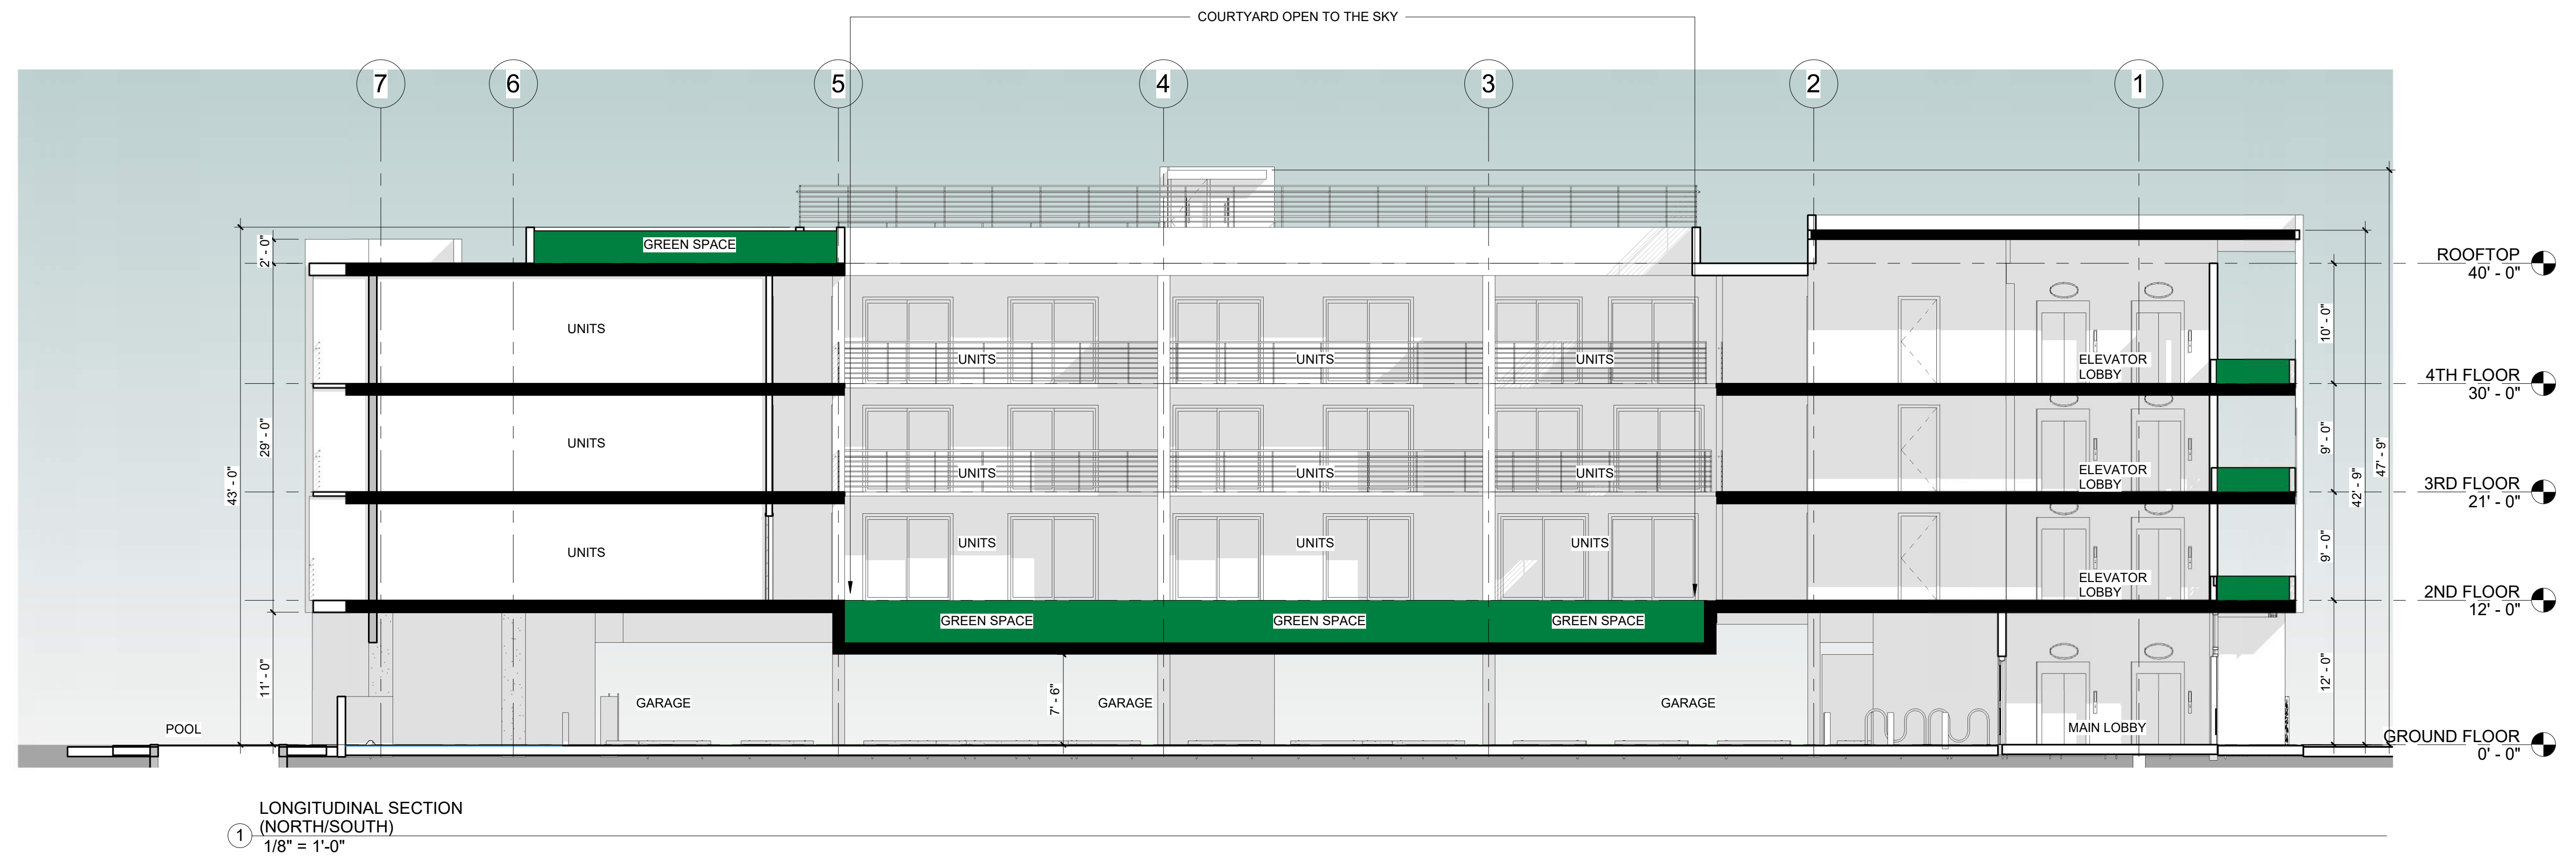 COURTYARD OPEN TO THE SKY
7
6
5
4
3
2
1
GREEN SPACE
2' - 0"
ROOFTOP
40' - 0"
UNITS
UNITS
UNITS
UNITS
ELEVATOR
LOBBY
10' - 0"
4TH FLOOR
30' - 0"
29' - 0"
43' - 0"
UNITS
UNITS
UNITS
UNITS
ELEVATOR
LOBBY
9' - 0"
42' - 9"
47' - 9"
3RD FLOOR
21' - 0"
UNITS
UNITS
UNITS
UNITS
ELEVATOR
LOBBY
9' - 0"
2ND FLOOR
12' - 0"
GREEN SPACE
GREEN SPACE
GREEN SPACE
11' - 0"
7' - 6"
12' - 0"
POOL
GARAGE
GARAGE
GARAGE
MAIN LOBBY
GROUND FLOOR
0' - 0"
1
LONGITUDINAL SECTION
(NORTH/SOUTH)
1/8" = 1'-0"